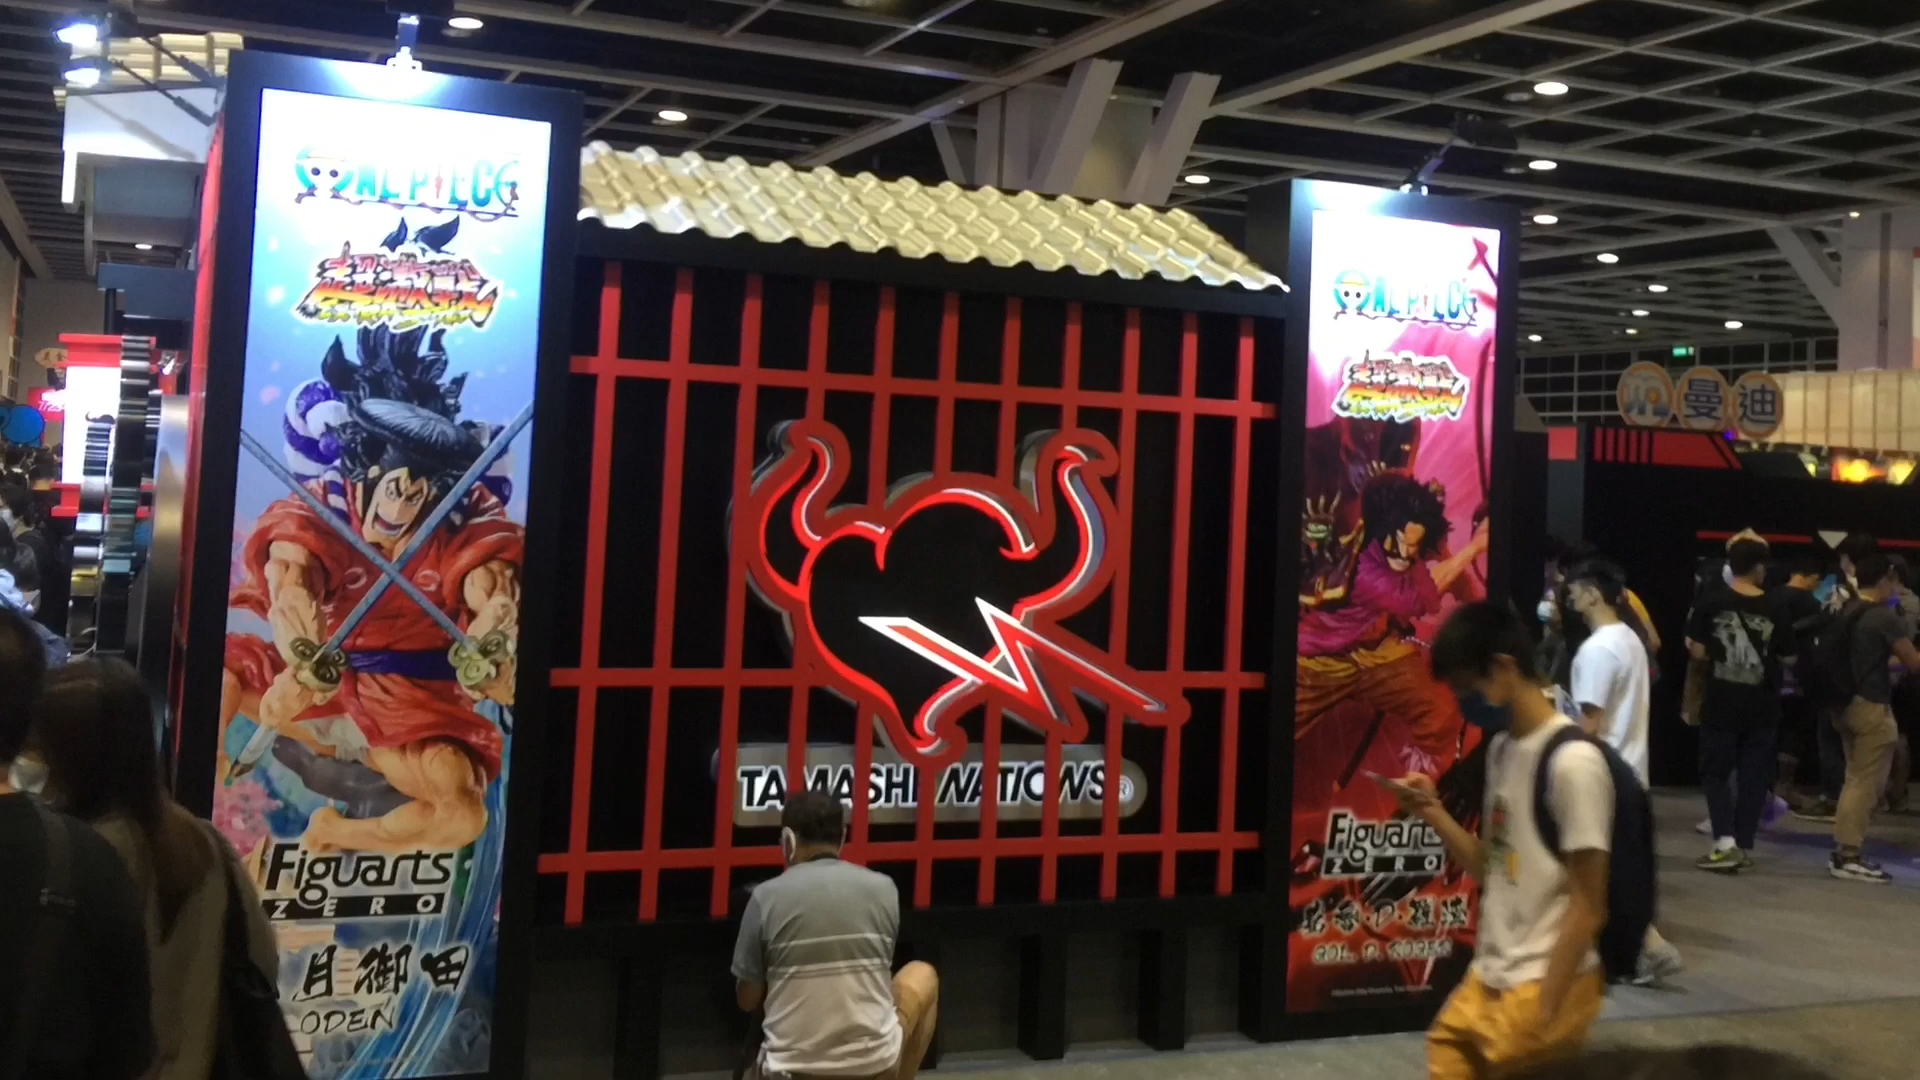 ONE PIECE
超激戦
Figuarts
ZERO
光月御田
ODEN
TAMASHII NATIONS®
ONE PIECE
超激戦
Figuarts
ZERO
哥爾·D·羅傑
GOL. D. ROGER
曼迪